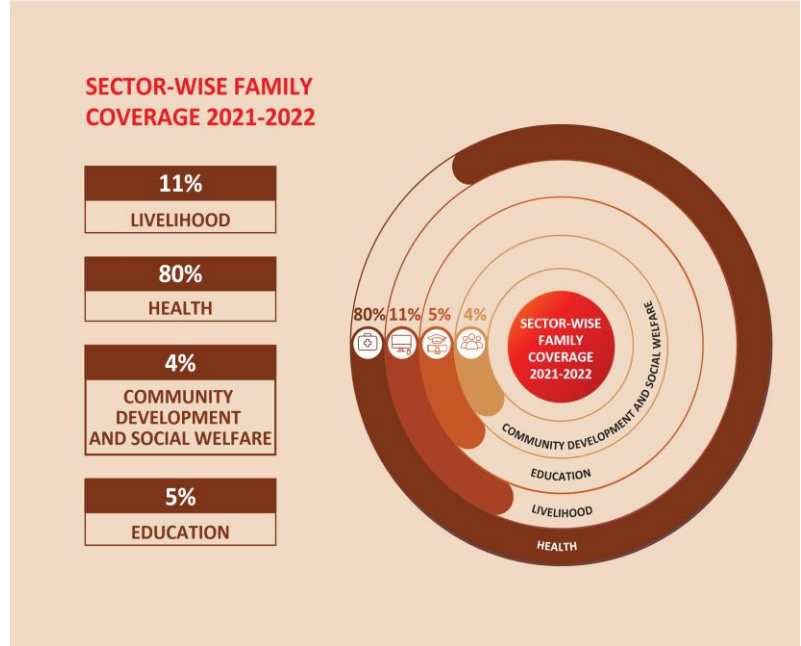 SECTOR-WISE FAMILY
COVERAGE 2021-2022
11%
LIVELIHOOD
80%
HEALTH
4%
COMMUNITY
DEVELOPMENT
AND SOCIAL WELFARE
5%
EDUCATION
80% 11% 5% 4%
SECTOR-WISE
FAMILY
COVERAGE
2021-2022
COMMUNITY DEVELOPMENT AND SOCIAL WELFARE
EDUCATION
LIVELIHOOD
HEALTH